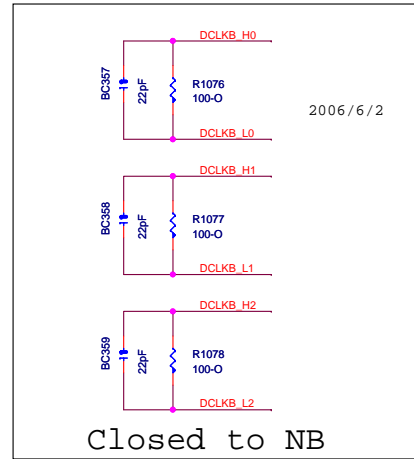 DCLKB_H0
BC357
22pF
R1076
100-O
2006/6/2
DCLKB_L0
DCLKB_H1
BC358
22pF
R1077
100-O
DCLKB_L1
DCLKB_H2
BC359
22pF
R1078
100-O
DCLKB_L2
Closed to NB